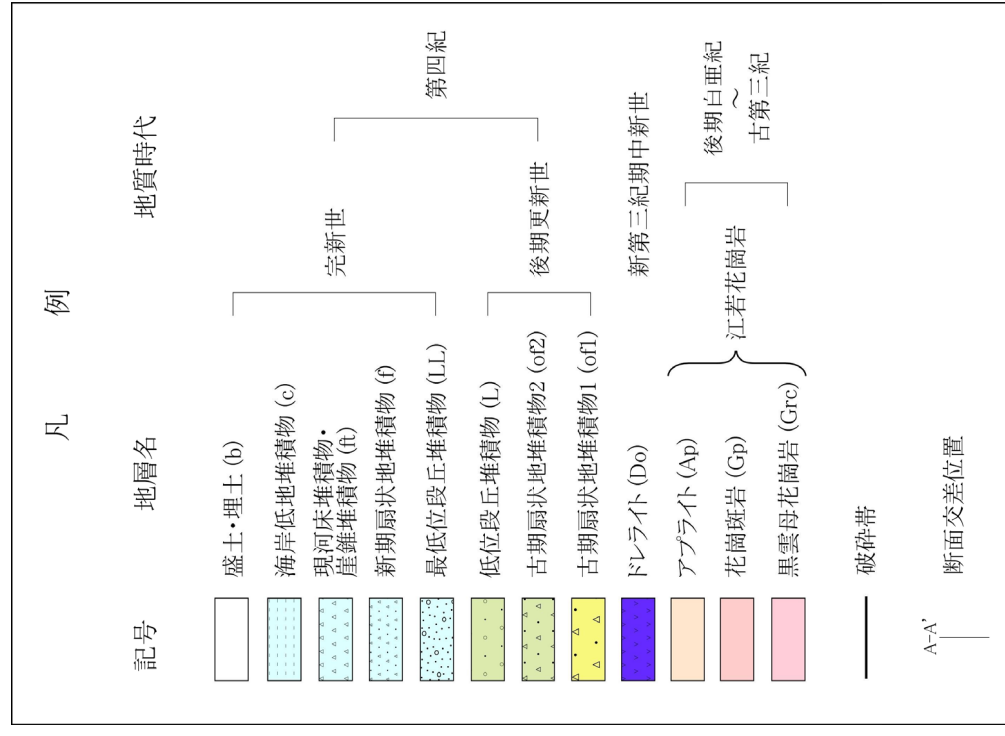 凡例
記号 地層名 地質時代
盛土・埋土 (b)
海岸低地堆積物 (c)
現河床堆積物・
崖錐堆積物 (ft)
新期扇状地堆積物 (f)
最低位段丘堆積物 (LL)
完新世
低位段丘堆積物 (L)
古期扇状地堆積物2 (of2)
古期扇状地堆積物1 (of1)
後期更新世
第四紀
ドレライト (Do)
新第三紀期中新世
アプライト (Ap)
花崗斑岩 (Gp)
黒雲母花崗岩 (Grc)
江若花崗岩
後期白亜紀
～
古第三紀
破砕帯
A-A'
断面交差位置